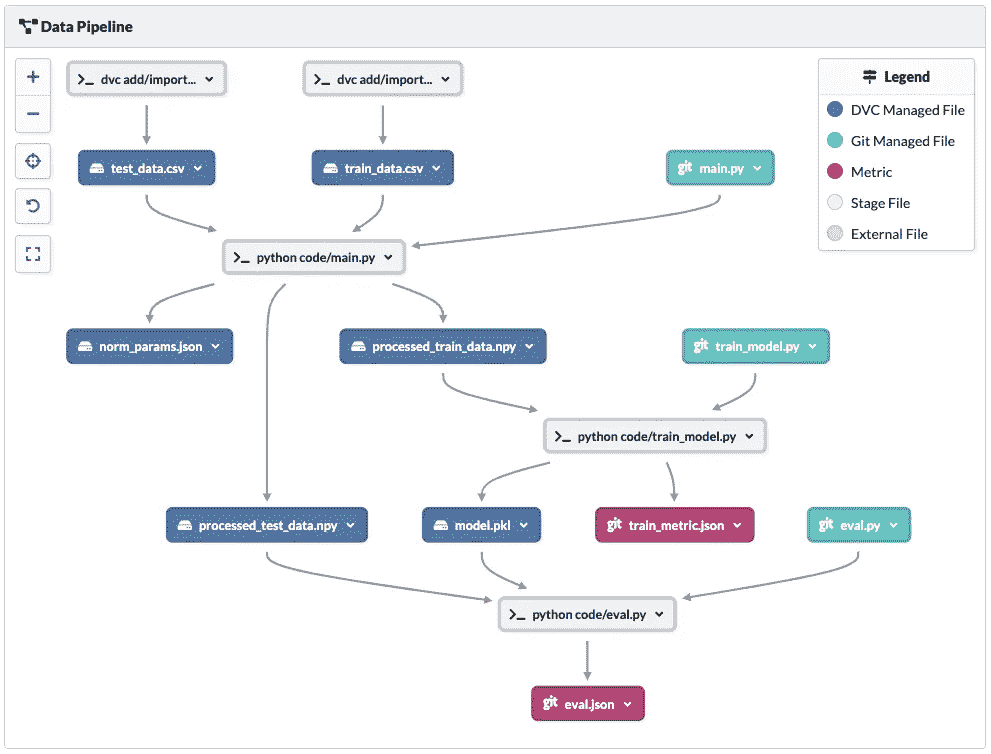 Data Pipeline
+
−
>_ dvc add/import...
>_ dvc add/import...
Legend
DVC Managed File
Git Managed File
Metric
Stage File
External File
test_data.csv
train_data.csv
git main.py
>_ python code/main.py
norm_params.json
processed_train_data.npy
git train_model.py
>_ python code/train_model.py
processed_test_data.npy
model.pkl
git train_metric.json
git eval.py
>_ python code/eval.py
git eval.json